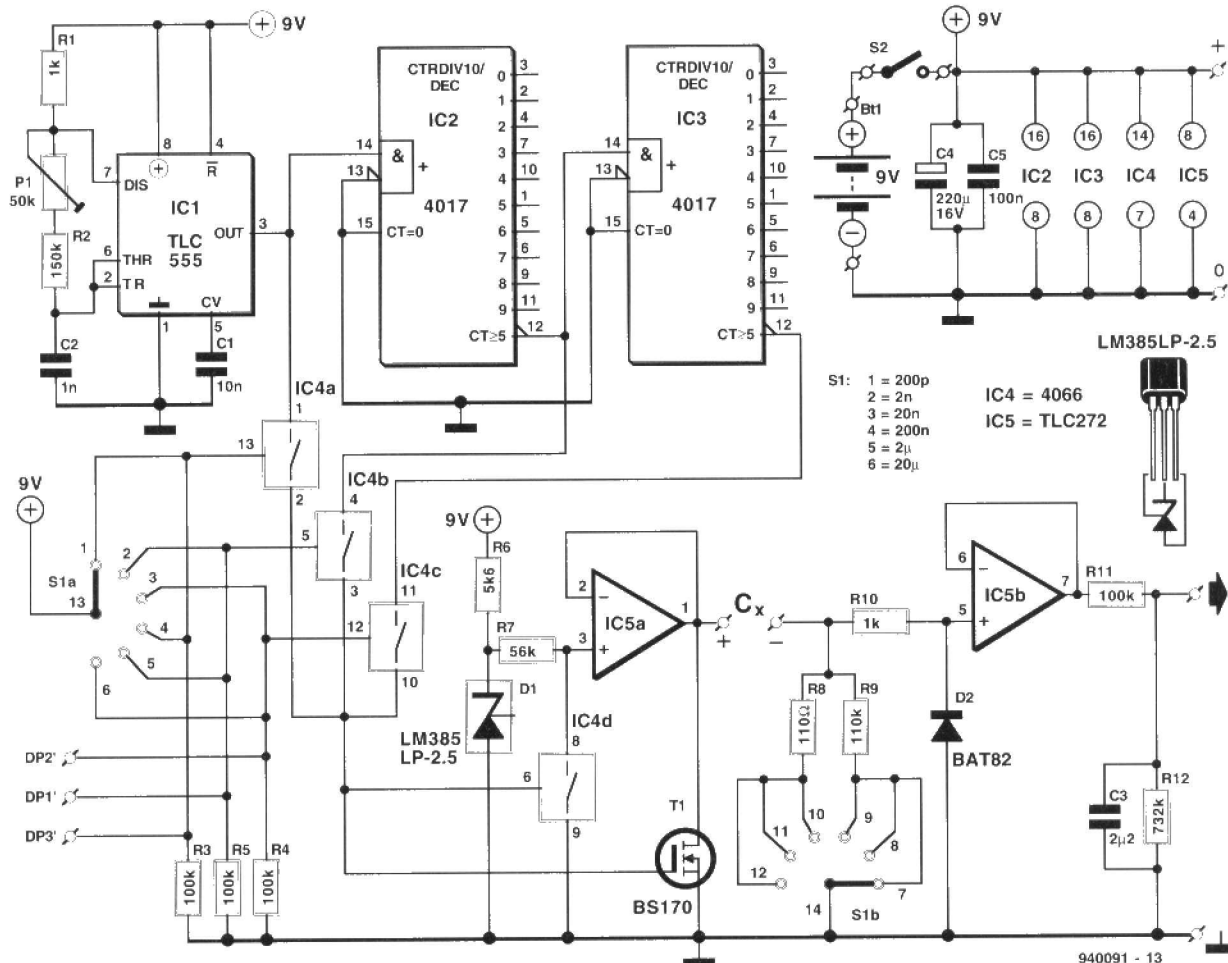 R1
1k
P1
50k
R2
150k
C2
1n
9V
8
4
R
7
DIS
IC1
TLC
555
OUT
3
6
THR
2
TR
CV
1
5
C1
10n
CTRDIV10/
DEC
IC2
14
&
+
13
4017
15
CT=0
0
3
1
2
2
4
3
7
4
10
5
1
6
5
7
6
8
9
9
11
CT≥5
12
CTRDIV10/
DEC
IC3
14
&
+
13
4017
15
CT=0
0
3
1
2
2
4
3
7
4
10
5
1
6
5
7
6
8
9
9
11
CT≥5
12
9V
S2
Bt1
9V
C4
220µ
16V
C5
100n
16
IC2
8
16
IC3
8
14
IC4
7
8
IC5
4
+
0
S1: 1 = 200p
2 = 2n
3 = 20n
4 = 200n
5 = 2µ
6 = 20µ
IC4 = 4066
IC5 = TLC272
LM385LP-2.5
IC4a
1
13
2
IC4b
4
5
3
IC4c
11
12
10
IC4d
8
6
9
9V
S1a
13
1
2
3
4
5
6
DP2'
DP1'
DP3'
R3
100k
R5
100k
R4
100k
9V
R6
5k6
R7
56k
D1
LM385
LP-2.5
2
−
IC5a
3
+
1
T1
BS170
Cx
+
−
R10
1k
R8
110Ω
R9
110k
10
11
12
9
8
7
14
S1b
D2
BAT82
6
−
IC5b
5
+
7
R11
100k
C3
2µ2
R12
732k
940091 - 13